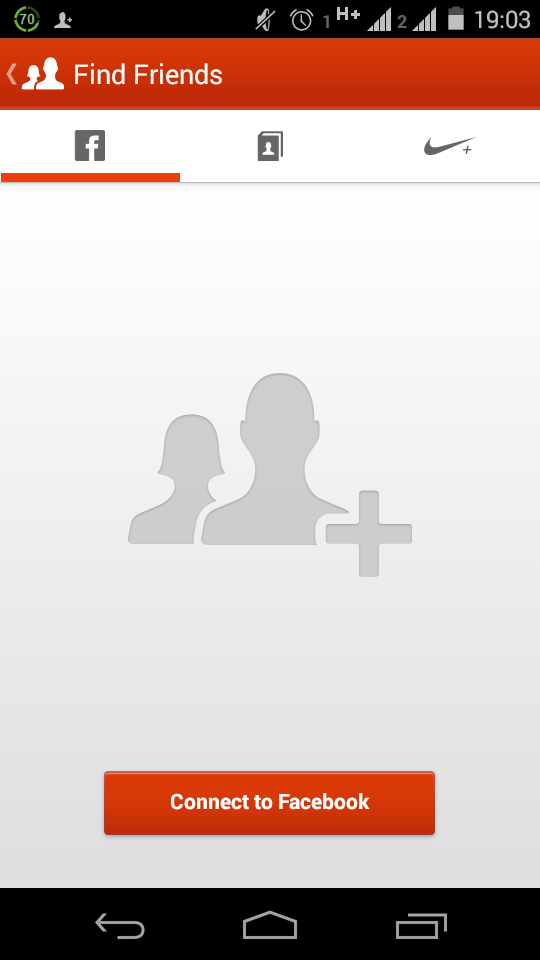 70
1 H+ 2 19:03
Find Friends
Connect to Facebook